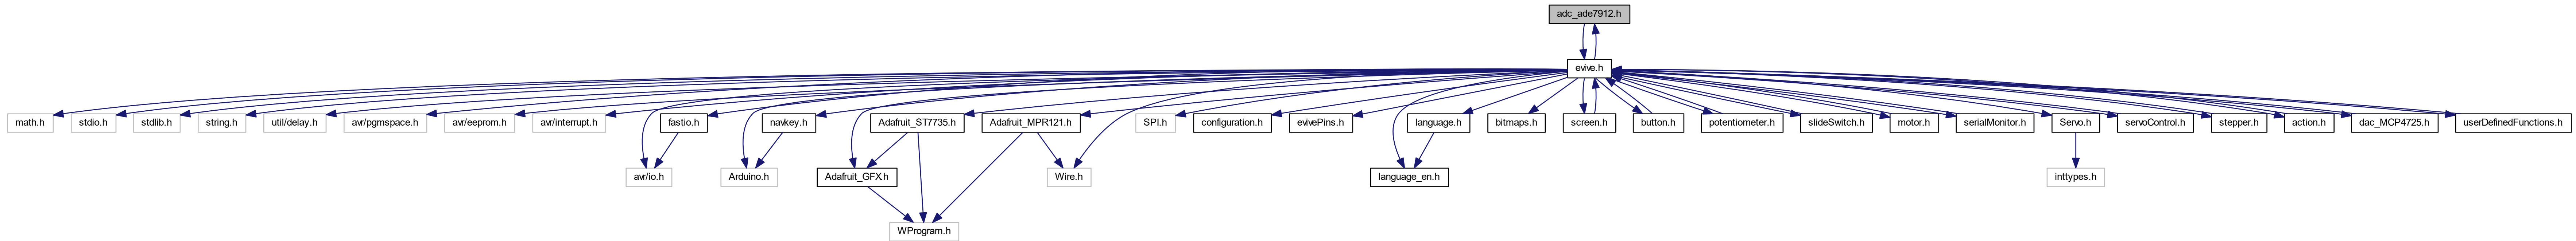 adc_ade7912.h
evive.h
math.h
stdio.h
stdlib.h
string.h
util/delay.h
avr/pgmspace.h
avr/eeprom.h
avr/interrupt.h
fastio.h
navkey.h
Adafruit_ST7735.h
Adafruit_MPR121.h
SPI.h
configuration.h
evivePins.h
language.h
bitmaps.h
screen.h
button.h
potentiometer.h
slideSwitch.h
motor.h
serialMonitor.h
Servo.h
servoControl.h
stepper.h
action.h
dac_MCP4725.h
userDefinedFunctions.h
avr/io.h
Arduino.h
Adafruit_GFX.h
Wire.h
language_en.h
inttypes.h
WProgram.h